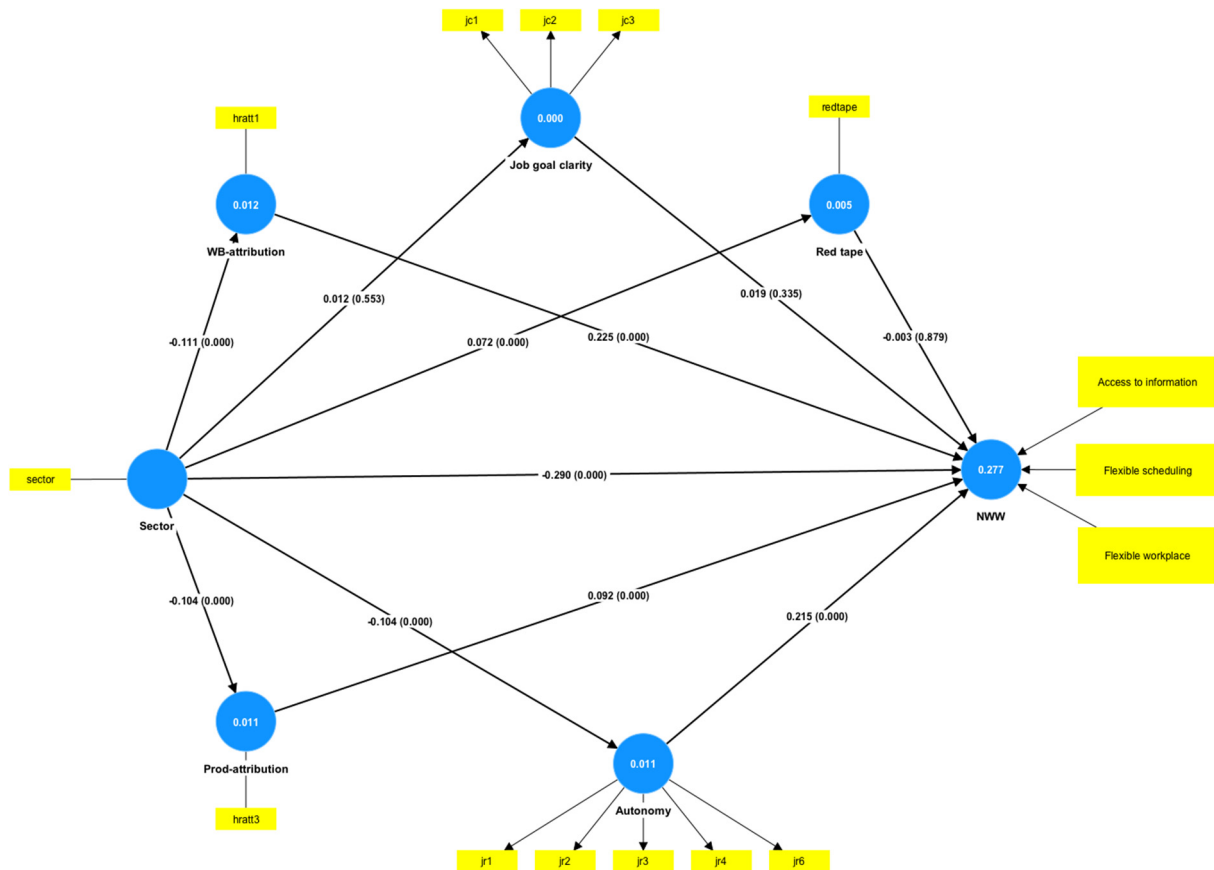 jc1 jc2 jc3
hratt1
0.000
redtape
Job goal clarity
0.012
0.005
WB-attribution
Red tape
0.012 (0.553)
0.019 (0.335)
-0.111 (0.000)
0.072 (0.000)
0.225 (0.000)
-0.003 (0.879)
Access to information
sector
-0.290 (0.000)
0.277
Flexible scheduling
Sector
NWW
Flexible workplace
-0.104 (0.000)
-0.104 (0.000)
0.092 (0.000)
0.215 (0.000)
0.011
Prod-attribution
0.011
hratt3
Autonomy
jr1 jr2 jr3 jr4 jr6